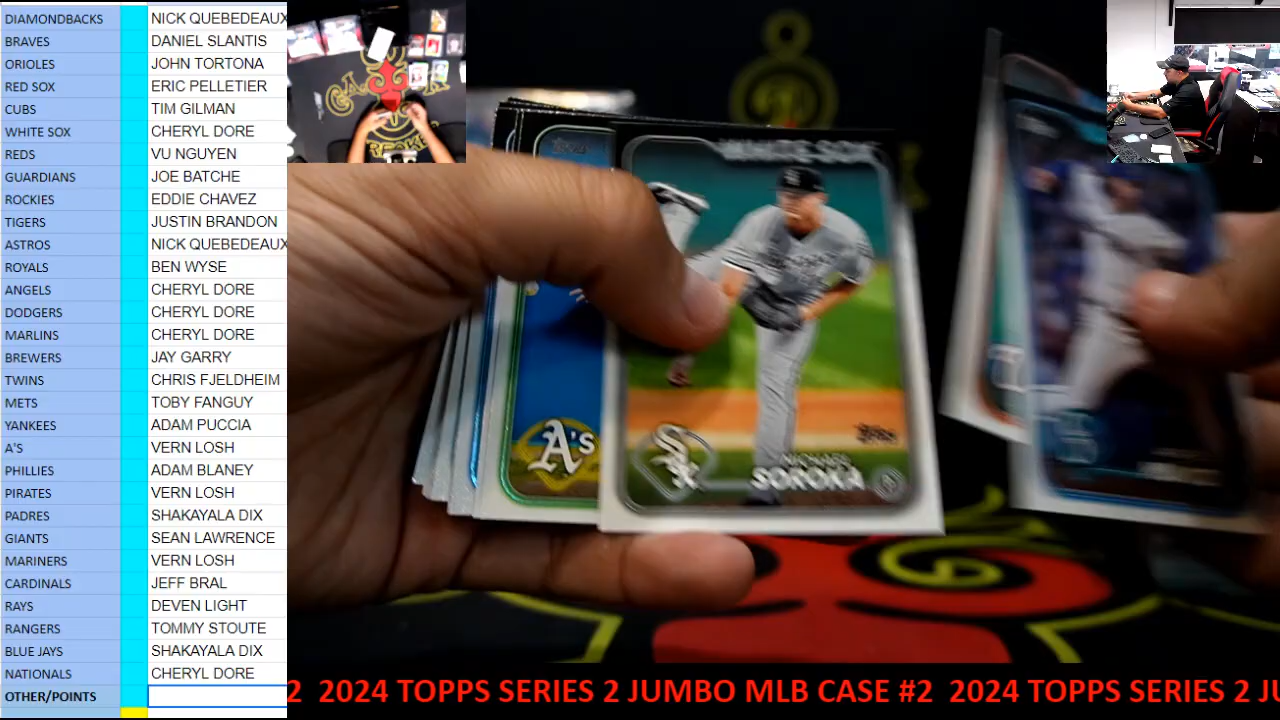 DIAMONDBACKS NICK QUEBEDEAUX
BRAVES DANIEL SLANTIS
ORIOLES JOHN TORTONA
RED SOX ERIC PELLETIER
CUBS TIM GILMAN
WHITE SOX CHERYL DORE
REDS VU NGUYEN
GUARDIANS JOE BATCHE
ROCKIES EDDIE CHAVEZ
TIGERS JUSTIN BRANDON
ASTROS NICK QUEBEDEAUX
ROYALS BEN WYSE
ANGELS CHERYL DORE
DODGERS CHERYL DORE
MARLINS CHERYL DORE
BREWERS JAY GARRY
TWINS CHRIS FJELDHEIM
METS TOBY FANGUY
YANKEES ADAM PUCCIA
A'S VERN LOSH
PHILLIES ADAM BLANEY
PIRATES VERN LOSH
PADRES SHAKAYALA DIX
GIANTS SEAN LAWRENCE
MARINERS VERN LOSH
CARDINALS JEFF BRAL
RAYS DEVEN LIGHT
RANGERS TOMMY STOUTE
BLUE JAYS SHAKAYALA DIX
NATIONALS CHERYL DORE
OTHER/POINTS
WHITE SOX
A'S
SOX
Topps
MICHAEL
SOROKA
2 2024 TOPPS SERIES 2 JUMBO MLB CASE #2 2024 TOPPS SERIES 2 JU